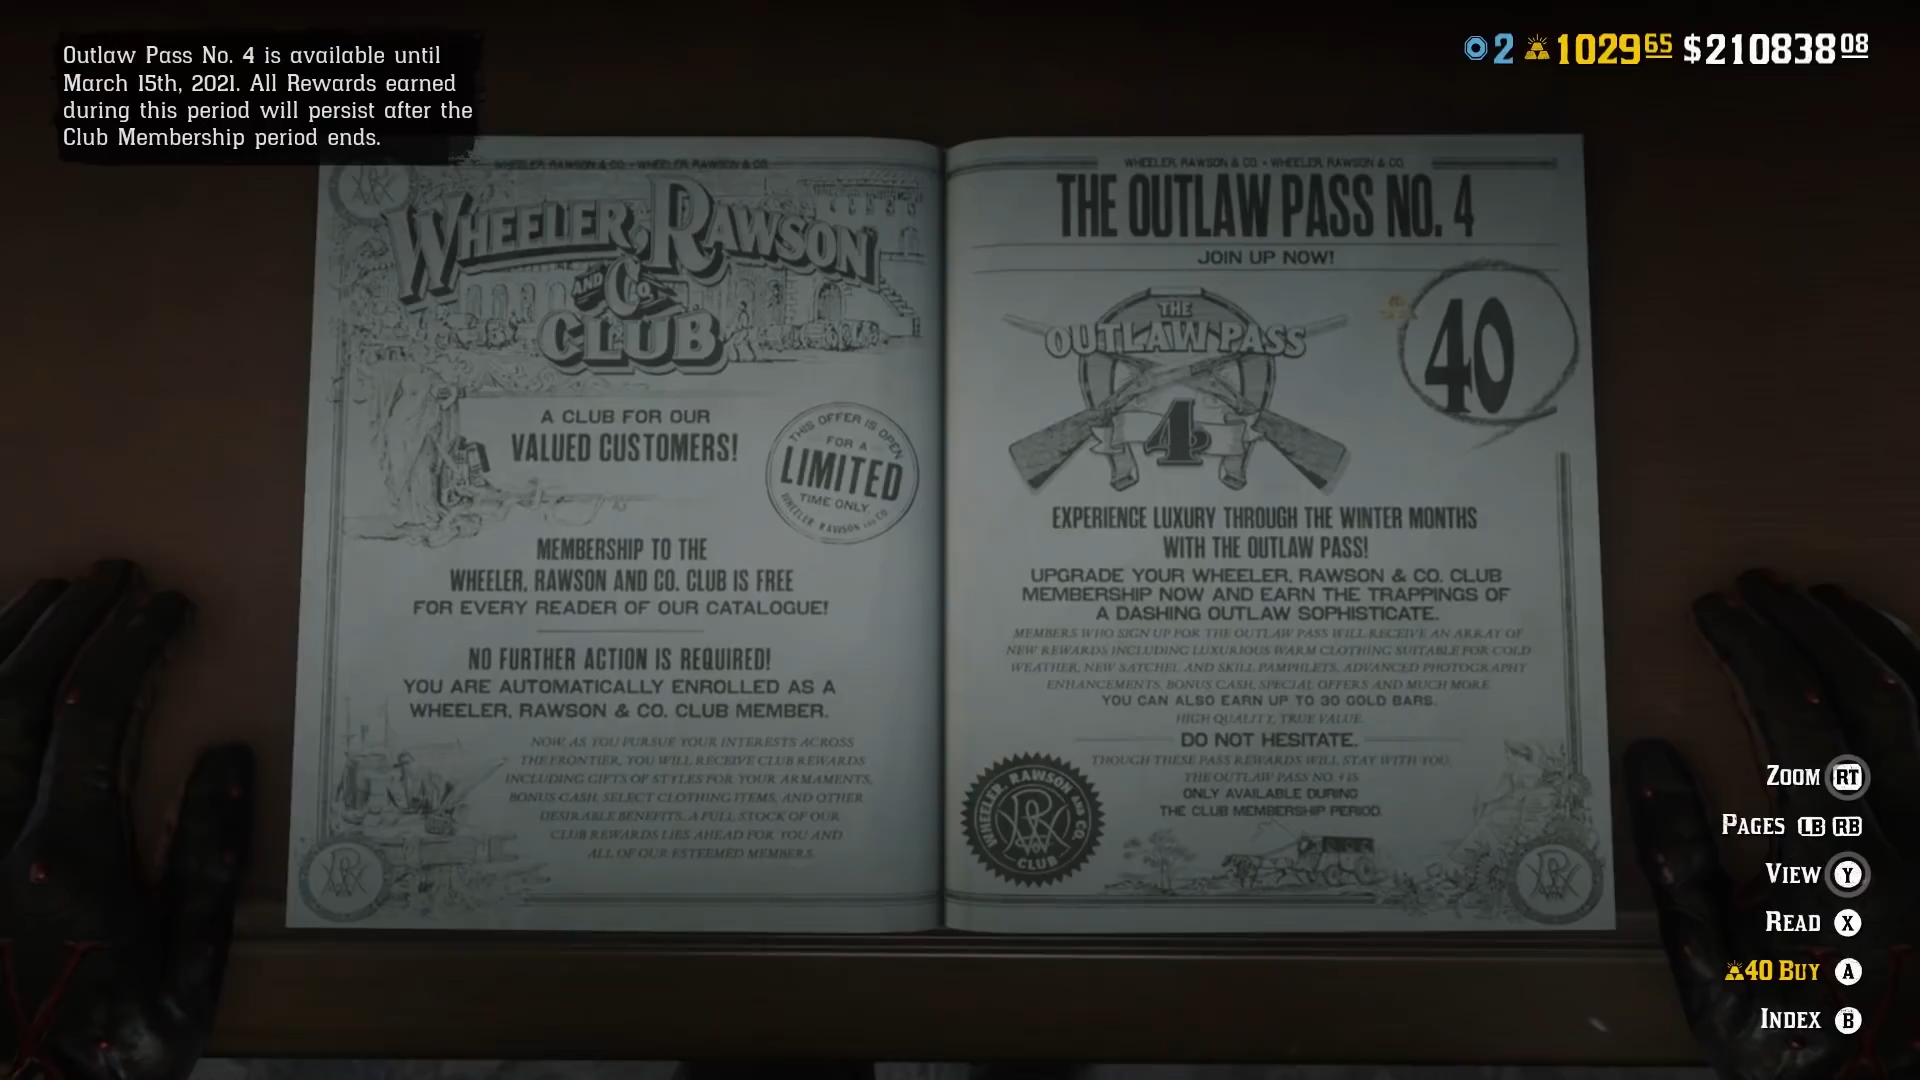 Outlaw Pass No. 4 is available until
March 15th, 2021. All Rewards earned
during this period will persist after the
Club Membership period ends.
2 1029 65 $210838 08
WHEELER, RAWSON & CO. • WHEELER, RAWSON & CO.
WHEELER, RAWSON
AND CO.
CLUB
A CLUB FOR OUR
VALUED CUSTOMERS!
THIS OFFER IS OPEN
FOR A
LIMITED
TIME ONLY.
WHEELER, RAWSON AND CO.
MEMBERSHIP TO THE
WHEELER, RAWSON AND CO. CLUB IS FREE
FOR EVERY READER OF OUR CATALOGUE!
NO FURTHER ACTION IS REQUIRED!
YOU ARE AUTOMATICALLY ENROLLED AS A
WHEELER, RAWSON & CO. CLUB MEMBER.
NOW, AS YOU PURSUE YOUR INTERESTS ACROSS
THE FRONTIER, YOU WILL RECEIVE CLUB REWARDS
INCLUDING GIFTS OF STYLES FOR YOUR ARMAMENTS,
BONUS CASH, SELECT CLOTHING ITEMS, AND OTHER
DESIRABLE BENEFITS. A FULL STOCK OF OUR
CLUB REWARDS LIES AHEAD FOR YOU AND
ALL OF OUR ESTEEMED MEMBERS.
WHEELER, RAWSON & CO. • WHEELER, RAWSON & CO.
THE OUTLAW PASS NO. 4
JOIN UP NOW!
THE
OUTLAW PASS
4
40
EXPERIENCE LUXURY THROUGH THE WINTER MONTHS
WITH THE OUTLAW PASS!
UPGRADE YOUR WHEELER, RAWSON & CO. CLUB
MEMBERSHIP NOW AND EARN THE TRAPPINGS OF
A DASHING OUTLAW SOPHISTICATE.
MEMBERS WHO SIGN UP FOR THE OUTLAW PASS WILL RECEIVE AN ARRAY OF
NEW REWARDS INCLUDING LUXURIOUS WARM CLOTHING SUITABLE FOR COLD
WEATHER, NEW SATCHEL AND SKILL PAMPHLETS, ADVANCED PHOTOGRAPHY
ENHANCEMENTS, BONUS CASH, SPECIAL OFFERS AND MUCH MORE.
YOU CAN ALSO EARN UP TO 30 GOLD BARS.
HIGH QUALITY, TRUE VALUE.
DO NOT HESITATE.
THOUGH THESE PASS REWARDS WILL STAY WITH YOU,
THE OUTLAW PASS NO. 4 IS
ONLY AVAILABLE DURING
THE CLUB MEMBERSHIP PERIOD.
WHEELER, RAWSON AND CO.
CLUB
ZOOM RT
PAGES LB RB
VIEW Y
READ X
40 BUY A
INDEX B